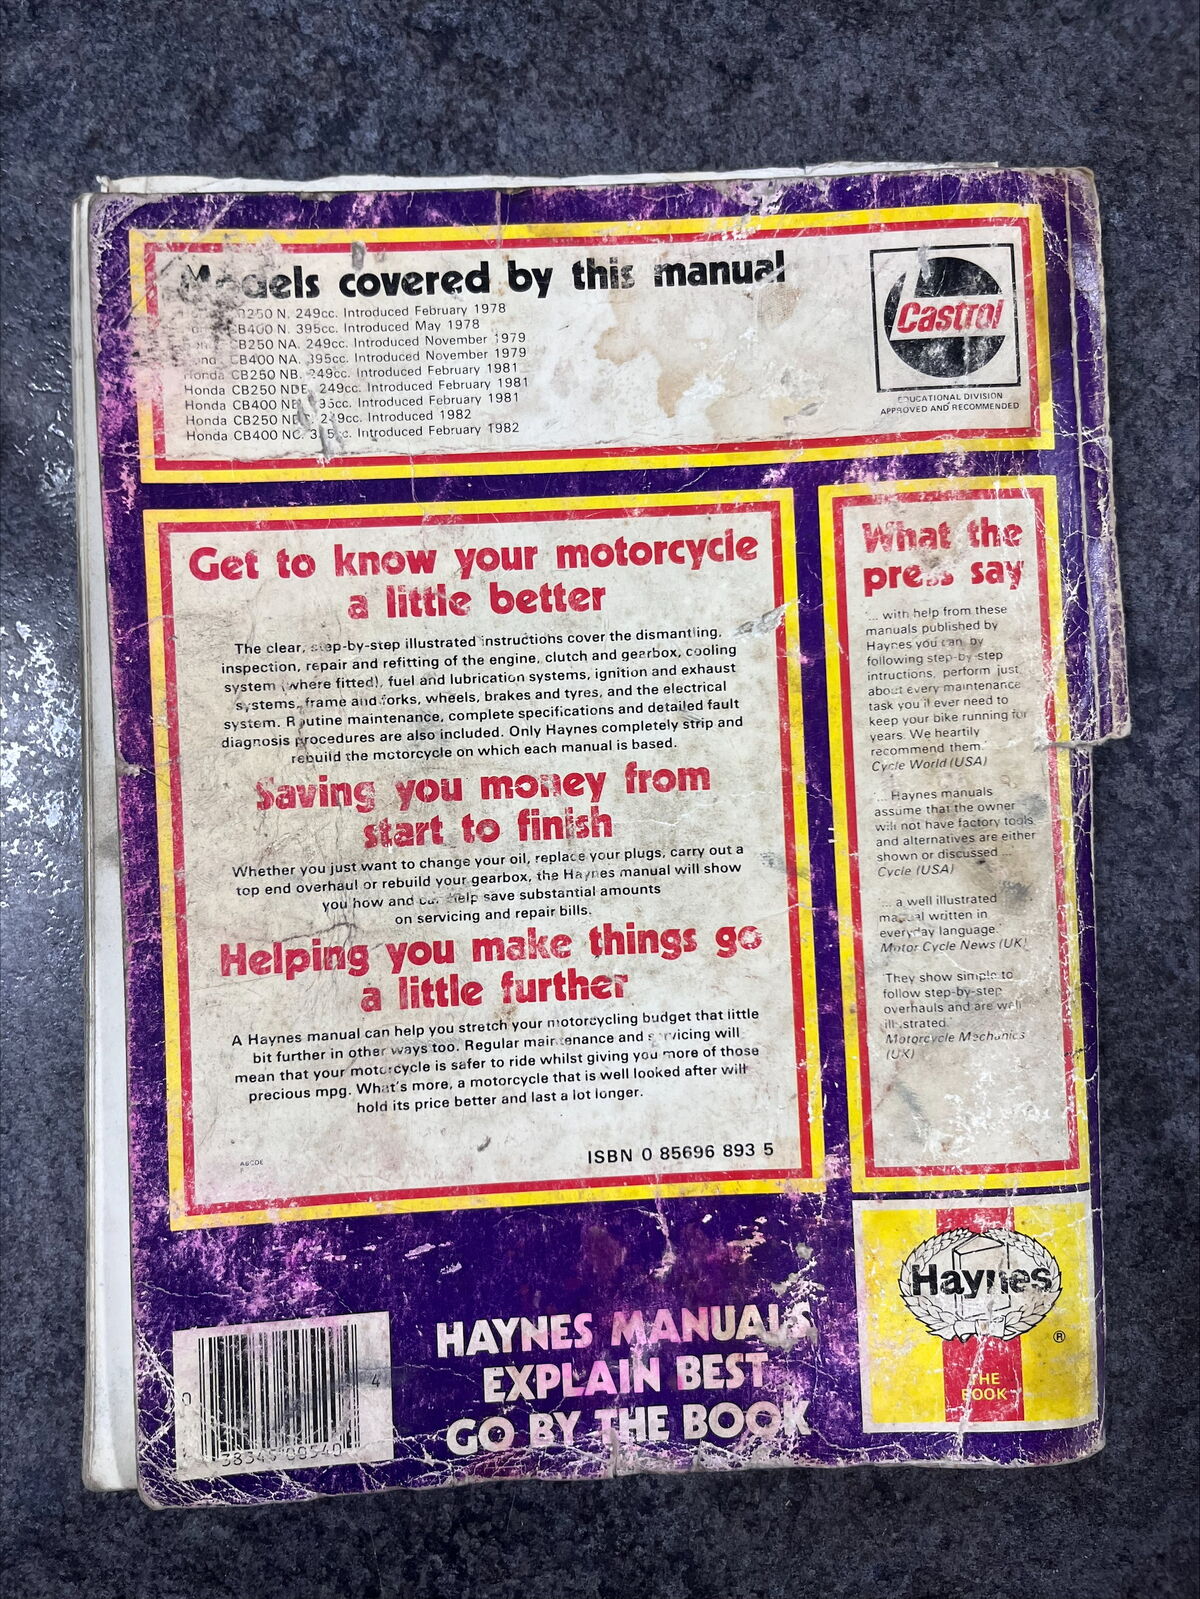 Models covered by this manual
250 N. 249cc. Introduced February 1978
CB400 N. 395cc. Introduced May 1978
CB250 NA. 249cc. Introduced November 1979
CB400 NA. 395cc. Introduced November 1979
Honda CB250 NB. 249cc. Introduced February 1981
Honda CB250 NDB, 249cc. Introduced February 1981
Honda CB400 NB. 395cc. Introduced February 1981
Honda CB250 249cc. Introduced 1982
Honda CB400 NC. 395cc. Introduced February 1982
Castrol
EDUCATIONAL DIVISION
APPROVED AND RECOMMENDED
Get to know your motorcycle
a little better
The clear, step-by-step illustrated instructions cover the dismantling,
inspection, repair and refitting of the engine, clutch and gearbox, cooling
system (where fitted), fuel and lubrication systems, ignition and exhaust
systems, frame and forks, wheels, brakes and tyres, and the electrical
system. Routine maintenance, complete specifications and detailed fault
diagnosis procedures are also included. Only Haynes completely strip and
rebuild the motorcycle on which each manual is based.
Saving you money from
start to finish
Whether you just want to change your oil, replace your plugs, carry out a
top end overhaul or rebuild your gearbox, the Haynes manual will show
you how and can help save substantial amounts
on servicing and repair bills.
Helping you make things go
a little further
A Haynes manual can help you stretch your motorcycling budget that little
bit further in other ways too. Regular maintenance and servicing will
mean that your motorcycle is safer to ride whilst giving you more of those
precious mpg. What's more, a motorcycle that is well looked after will
hold its price better and last a lot longer.
ABCDE
ISBN 0 85696 893 5
What the
press say
... with help from these
manuals published by
Haynes you can, by
following step-by-step
intructions, perform just
about every maintenance
task you'll ever need to
keep your bike running for
years. We heartily
recommend them.'
Cycle World (USA)
'... Haynes manuals
assume that the owner
will not have factory tools
and alternatives are either
shown or discussed ...
Cycle (USA)
'... a well illustrated
manual written in
everyday language.'
Motor Cycle News (UK)
They show simple to
follow step-by-step
overhauls and are well
illustrated.'
Motorcycle Mechanics
(UK)
Haynes
®
THE
BOOK
HAYNES MANUALS
EXPLAIN BEST
GO BY THE BOOK
0
38345 00540
4